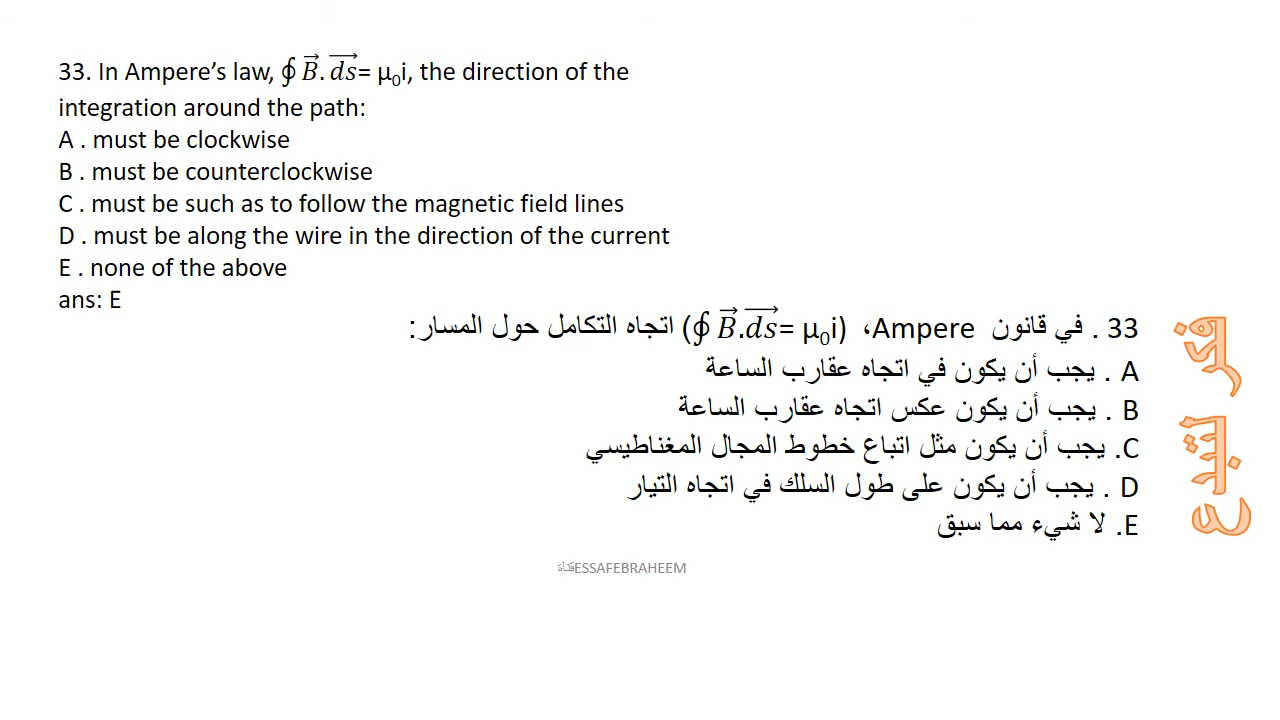 33. In Ampere’s law, ∮ B⃗. d⃗s⃗= μ₀i, the direction of the
integration around the path:
A . must be clockwise
B . must be counterclockwise
C . must be such as to follow the magnetic field lines
D . must be along the wire in the direction of the current
E . none of the above
ans: E
33 . في قانون Ampere، (∮ B⃗.d⃗s⃗= μ₀i) اتجاه التكامل حول المسار:
A . يجب أن يكون في اتجاه عقارب الساعة
B . يجب أن يكون عكس اتجاه عقارب الساعة
C. يجب أن يكون مثل اتباع خطوط المجال المغناطيسي
D . يجب أن يكون على طول السلك في اتجاه التيار
E. لا شيء مما سبق
فكر لتبدع
قناةESSAFEBRAHEEM